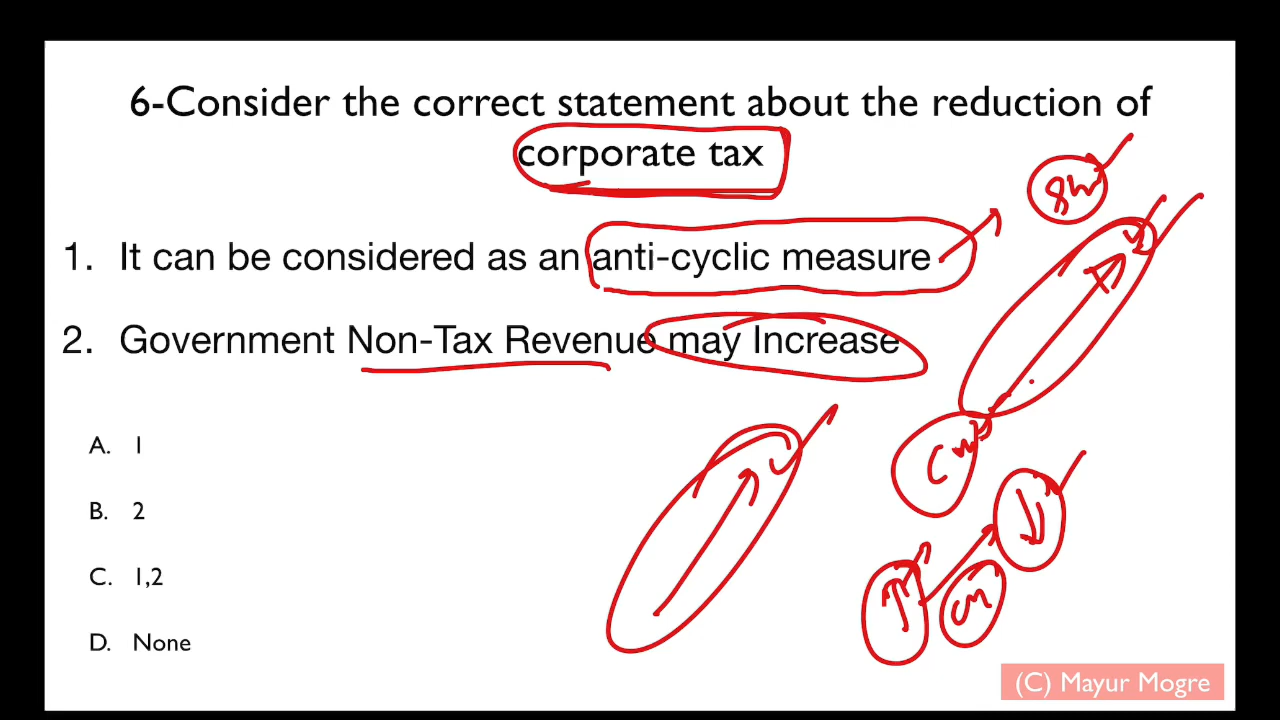 6-Consider the correct statement about the reduction of
corporate tax
1. It can be considered as an anti-cyclic measure
2. Government Non-Tax Revenue may Increase
A. 1
B. 2
C. 1,2
D. None
(C) Mayur Mogre